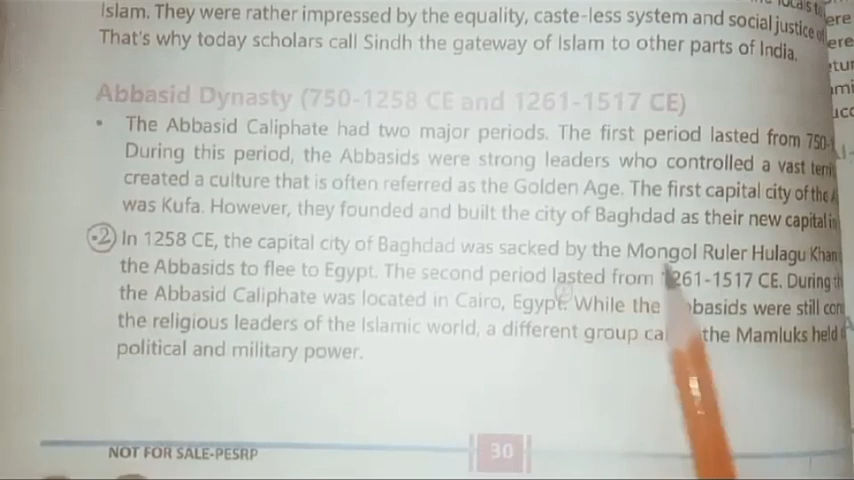 Islam. They were rather impressed by the equality, caste-less system and social justice of
That's why today scholars call Sindh the gateway of Islam to other parts of India.
Abbasid Dynasty (750-1258 CE and 1261-1517 CE)
• The Abbasid Caliphate had two major periods. The first period lasted from 750-
During this period, the Abbasids were strong leaders who controlled a vast
created a culture that is often referred as the Golden Age. The first capital city of the
was Kufa. However, they founded and built the city of Baghdad as their new capital in
•2 In 1258 CE, the capital city of Baghdad was sacked by the Mongol Ruler Hulagu Khan
the Abbasids to flee to Egypt. The second period lasted from 1261-1517 CE. During
the Abbasid Caliphate was located in Cairo, Egypt. While the were still
the religious leaders of the Islamic world, a different group the Mamluks held
political and military power.
NOT FOR SALE-PESRP
30